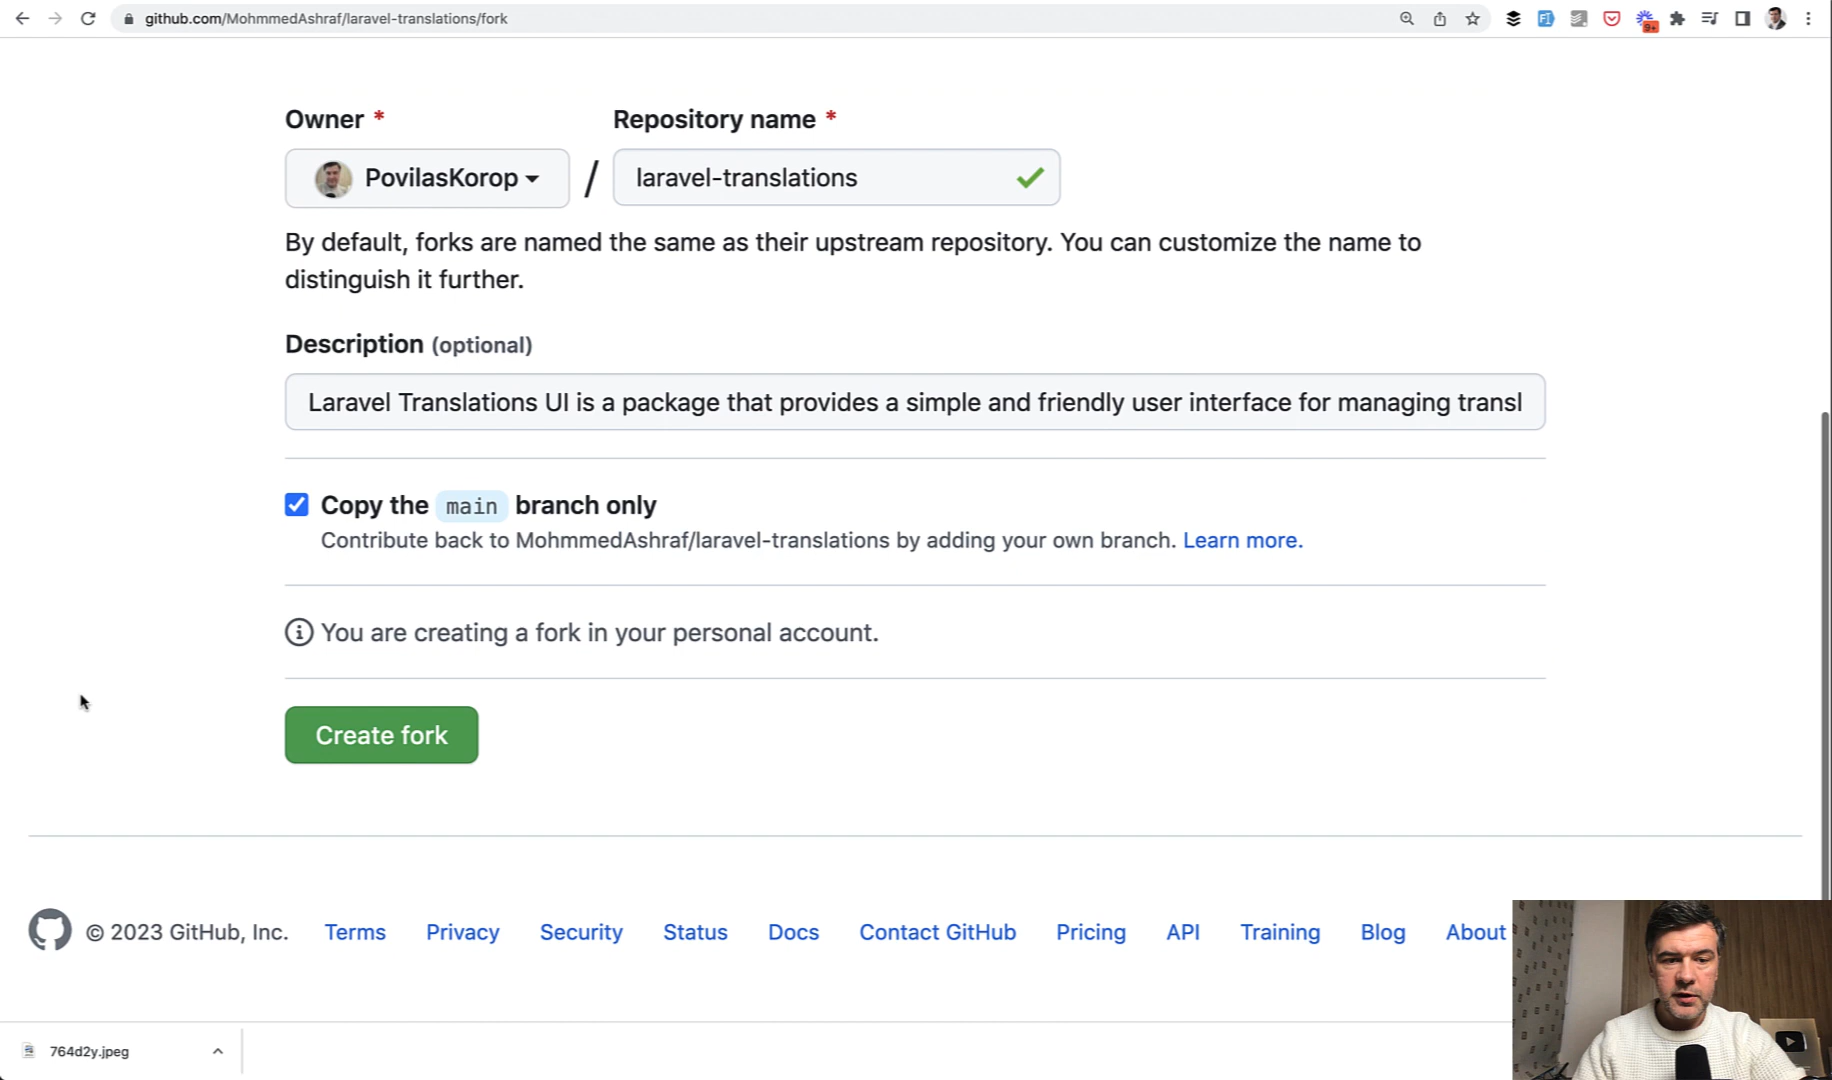 github.com/MohmmedAshraf/laravel-translations/fork
9+
Owner *
Repository name *
PovilasKorop / laravel-translations
By default, forks are named the same as their upstream repository. You can customize the name to
distinguish it further.
Description (optional)
Laravel Translations UI is a package that provides a simple and friendly user interface for managing transl
Copy the main branch only
Contribute back to MohmmedAshraf/laravel-translations by adding your own branch. Learn more.
You are creating a fork in your personal account.
Create fork
© 2023 GitHub, Inc. Terms Privacy Security Status Docs Contact GitHub Pricing API Training Blog About
764d2y.jpeg